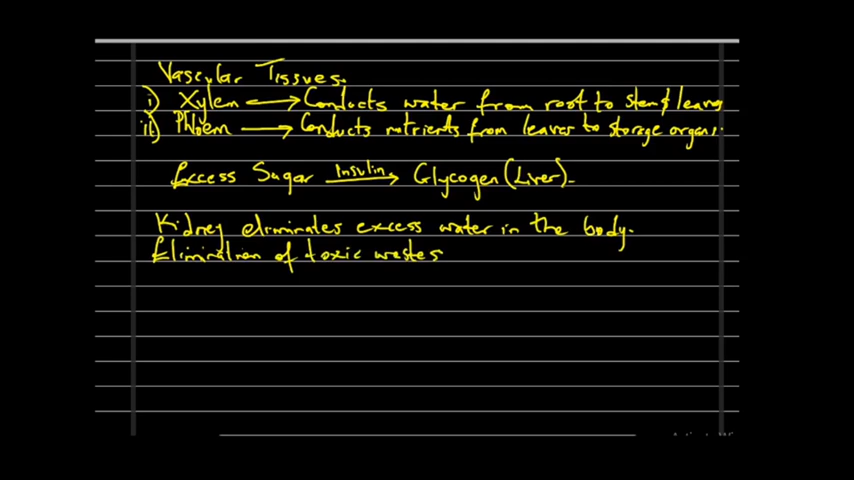 Vascular Tissues.
i) Xylem ⟷ Conducts water from root to stem & leaves
ii) Phloem ⟶ Conducts nutrients from leaves to storage organs.
Excess Sugar Insulin⟶ Glycogen (Liver).
Kidney eliminates excess water in the body.
Elimination of toxic wastes